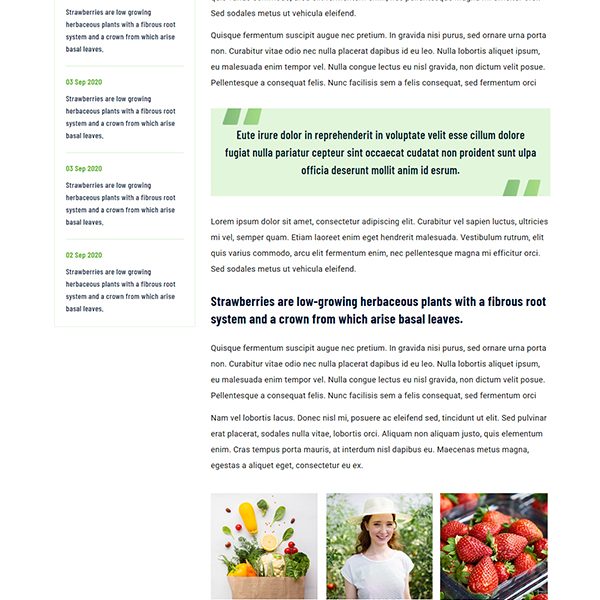 Strawberries are low growing
herbaceous plants with a fibrous root
system and a crown from which arise
basal leaves.
03 Sep 2020
Strawberries are low growing
herbaceous plants with a fibrous root
system and a crown from which arise
basal leaves.
03 Sep 2020
Strawberries are low growing
herbaceous plants with a fibrous root
system and a crown from which arise
basal leaves.
02 Sep 2020
Strawberries are low growing
herbaceous plants with a fibrous root
system and a crown from which arise
basal leaves.
Sed sodales metus ut vehicula eleifend.
Quisque fermentum suscipit augue nec pretium. In gravida nisi purus, sed ornare urna porta
non. Curabitur vitae odio nec nulla placerat dapibus id eu leo. Nulla lobortis aliquet ipsum,
eu malesuada enim tempor vel. Nulla congue lectus eu nisl gravida, non dictum velit posue.
Pellentesque a consequat felis. Nunc facilisis sem a felis consequat, sed fermentum orci
Eute irure dolor in reprehenderit in voluptate velit esse cillum dolore
fugiat nulla pariatur cepteur sint occaecat cudatat non proident sunt ulpa
officia deserunt mollit anim id esrum.
Lorem ipsum dolor sit amet, consectetur adipiscing elit. Curabitur vel sapien luctus, ultricies
mi vel, semper quam. Etiam laoreet enim eget hendrerit malesuada. Vestibulum rutrum, elit
quis varius commodo, arcu elit fermentum enim, nec pellentesque magna mi efficitur orci.
Sed sodales metus ut vehicula eleifend.
Strawberries are low-growing herbaceous plants with a fibrous root
system and a crown from which arise basal leaves.
Quisque fermentum suscipit augue nec pretium. In gravida nisi purus, sed ornare urna porta
non. Curabitur vitae odio nec nulla placerat dapibus id eu leo. Nulla lobortis aliquet ipsum,
eu malesuada enim tempor vel. Nulla congue lectus eu nisl gravida, non dictum velit posue.
Pellentesque a consequat felis. Nunc facilisis sem a felis consequat, sed fermentum orci
Nam vel lobortis lacus. Donec nisl mi, posuere ac eleifend sed, tincidunt ut elit. Sed pulvinar
erat placerat, sodales nulla vitae, lobortis orci. Aliquam non aliquam justo, quis elementum
enim. Cras tempus porta mauris, at interdum nisl dapibus eu. Maecenas metus magna,
egestas a aliquet eget, consectetur eu ex.